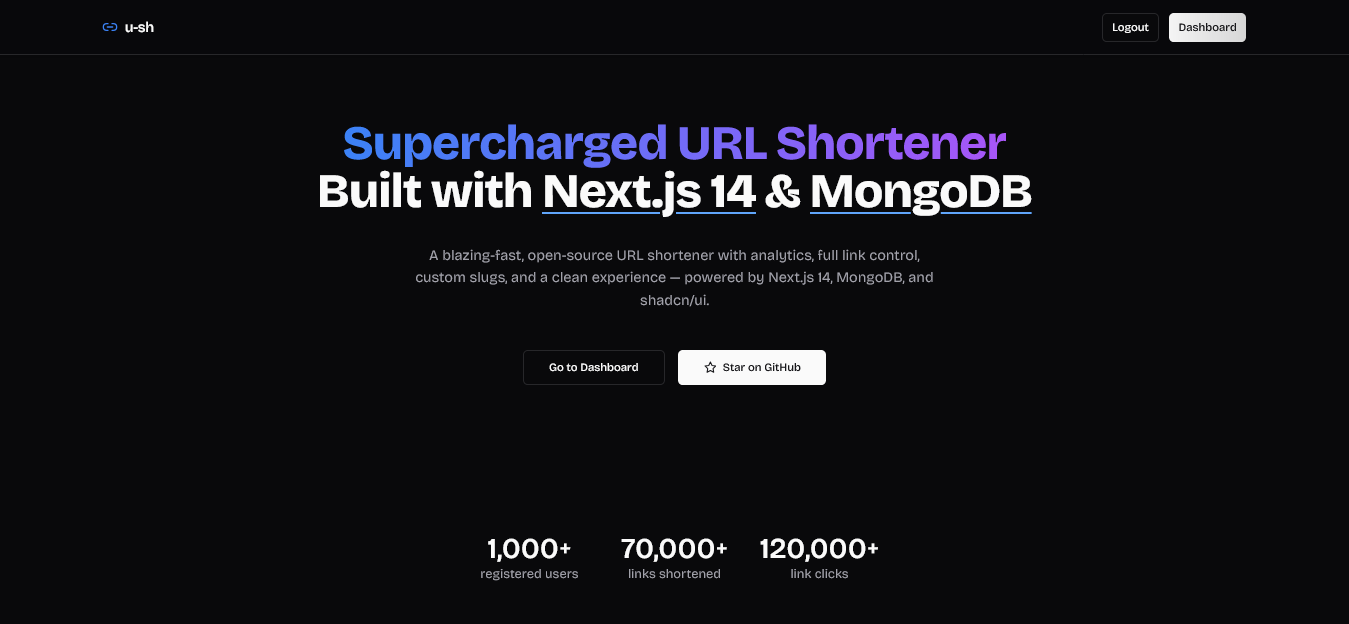 u-sh
Logout
Dashboard
Supercharged URL Shortener
Built with Next.js 14 & MongoDB
A blazing-fast, open-source URL shortener with analytics, full link control,
custom slugs, and a clean experience — powered by Next.js 14, MongoDB, and
shadcn/ui.
Go to Dashboard
Star on GitHub
1,000+
registered users
70,000+
links shortened
120,000+
link clicks